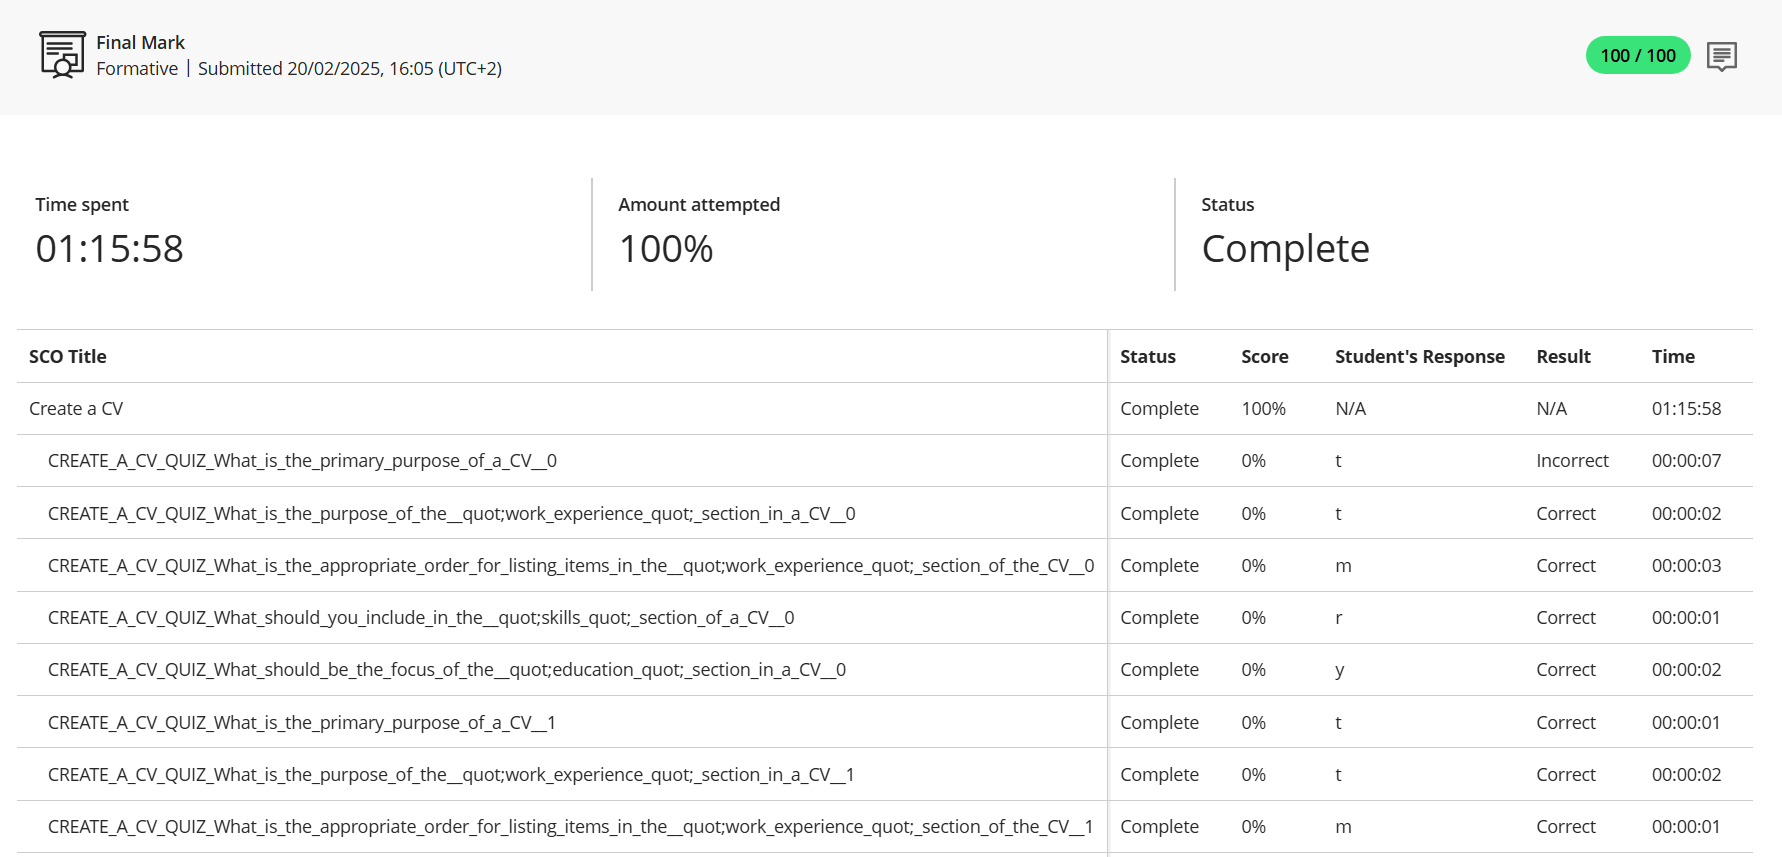 Final Mark
Formative | Submitted 20/02/2025, 16:05 (UTC+2)
100 / 100
Time spent
01:15:58
Amount attempted
100%
Status
Complete
SCO Title Status Score Student's Response Result Time
Create a CV Complete 100% N/A N/A 01:15:58
CREATE_A_CV_QUIZ_What_is_the_primary_purpose_of_a_CV__0 Complete 0% t Incorrect 00:00:07
CREATE_A_CV_QUIZ_What_is_the_purpose_of_the__quot;work_experience_quot;_section_in_a_CV__0 Complete 0% t Correct 00:00:02
CREATE_A_CV_QUIZ_What_is_the_appropriate_order_for_listing_items_in_the__quot;work_experience_quot;_section_of_the_CV__0 Complete 0% m Correct 00:00:03
CREATE_A_CV_QUIZ_What_should_you_include_in_the__quot;skills_quot;_section_of_a_CV__0 Complete 0% r Correct 00:00:01
CREATE_A_CV_QUIZ_What_should_be_the_focus_of_the__quot;education_quot;_section_in_a_CV__0 Complete 0% y Correct 00:00:02
CREATE_A_CV_QUIZ_What_is_the_primary_purpose_of_a_CV__1 Complete 0% t Correct 00:00:01
CREATE_A_CV_QUIZ_What_is_the_purpose_of_the__quot;work_experience_quot;_section_in_a_CV__1 Complete 0% t Correct 00:00:02
CREATE_A_CV_QUIZ_What_is_the_appropriate_order_for_listing_items_in_the__quot;work_experience_quot;_section_of_the_CV__1 Complete 0% m Correct 00:00:01